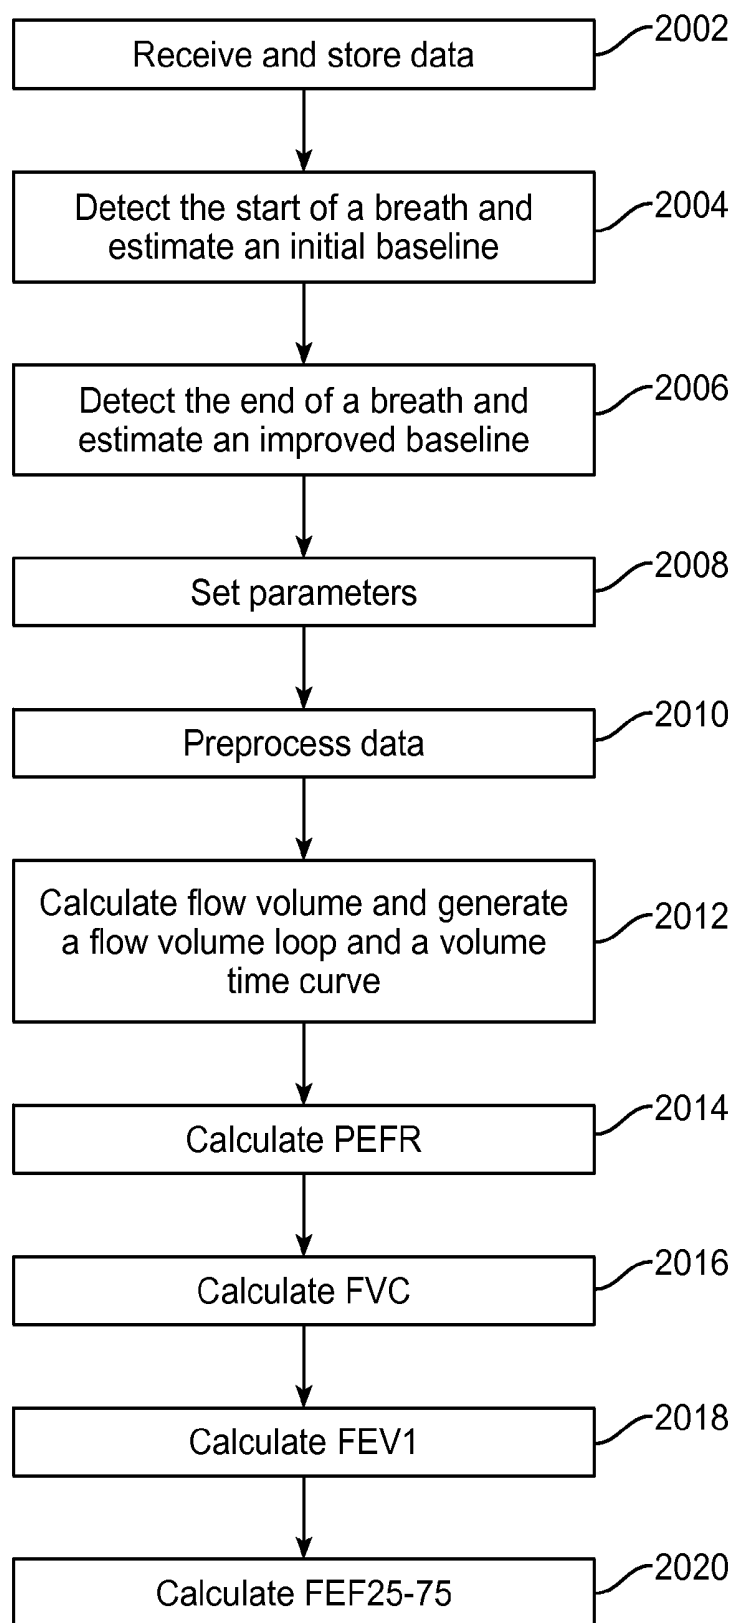 Receive and store data
2002
Detect the start of a breath and
estimate an initial baseline
2004
Detect the end of a breath and
estimate an improved baseline
2006
Set parameters
2008
Preprocess data
2010
Calculate flow volume and generate
a flow volume loop and a volume
time curve
2012
Calculate PEFR
2014
Calculate FVC
2016
Calculate FEV1
2018
Calculate FEF25-75
2020